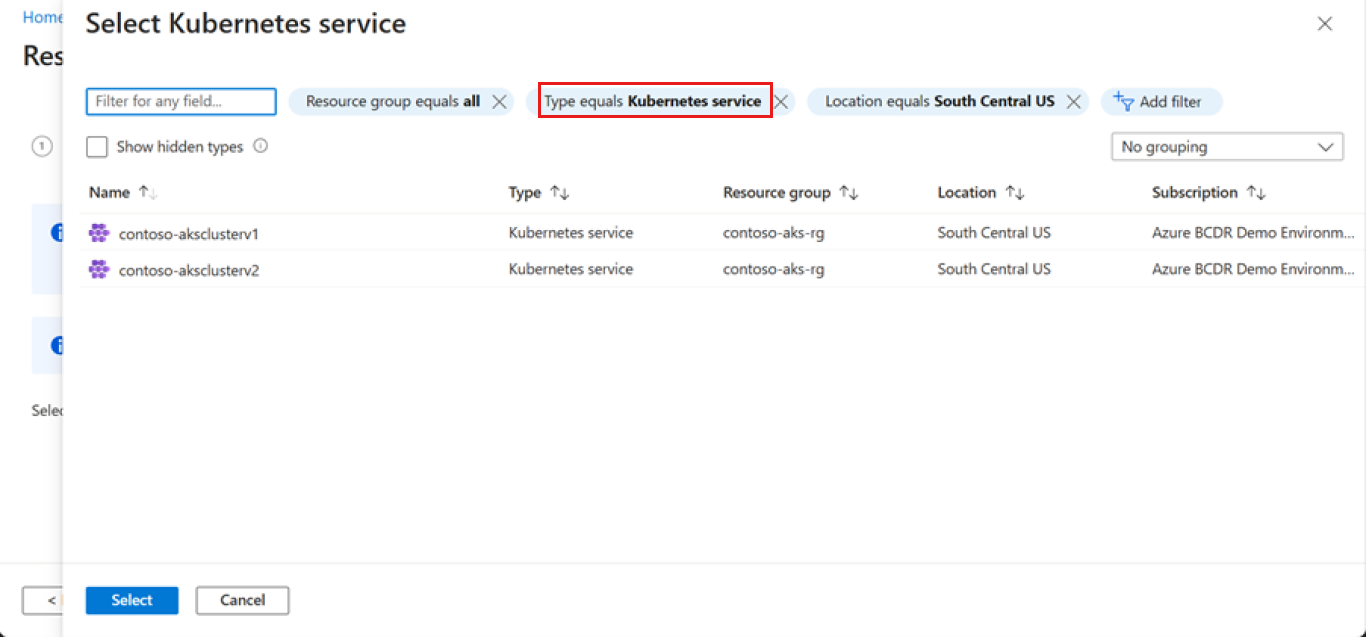 Home
Select Kubernetes service
Res
Filter for any field...
Resource group equals all
Type equals Kubernetes service
Location equals South Central US
Add filter
1
Show hidden types
No grouping
Name Type Resource group Location Subscription
contoso-aksclusterv1 Kubernetes service contoso-aks-rg South Central US Azure BCDR Demo Environm...
contoso-aksclusterv2 Kubernetes service contoso-aks-rg South Central US Azure BCDR Demo Environm...
Selec
<
Select
Cancel